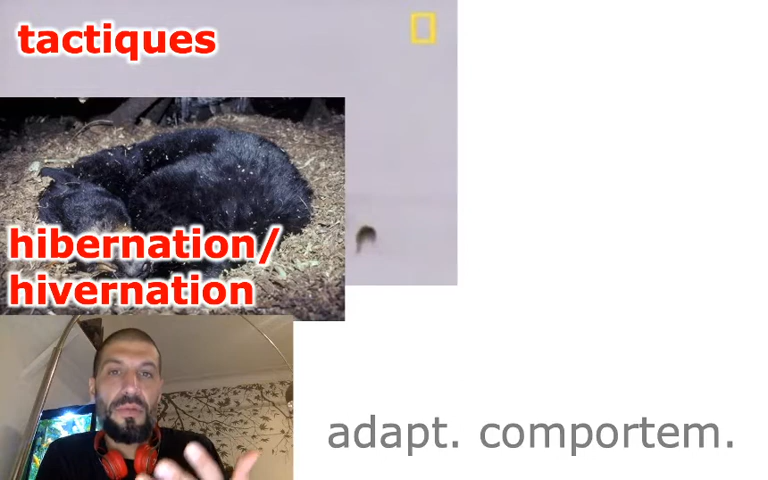 tactiques
hibernation/
hivernation
adapt. comportem.